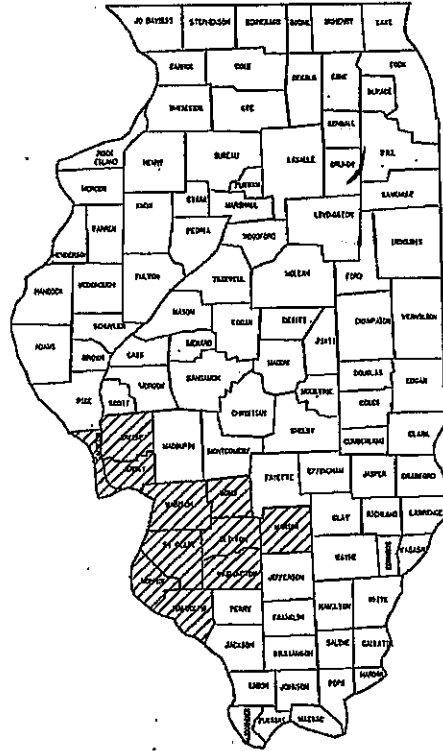 JO DAVIESS STEPHENSON BOONE MCHENRY LAKE
CARROLL OGLE DEKALB KANE COOK
DUPAGE
WHITESIDE LEE KENDALL
ROCK ISLAND HENRY BUREAU LASALLE GRUNDY WILL
MERCER PUTNAM KANKAKEE
KNOX STARK MARSHALL LIVINGSTON
WARREN PEORIA WOODFORD IROQUOIS
HENDERSON FORD
HANCOCK MCDONOUGH FULTON TAZEWELL MCLEAN
MASON
SCHUYLER LOGAN DEWITT CHAMPAIGN VERMILION
ADAMS BROWN CASS MENARD PIATT
MACON DOUGLAS EDGAR
PIKE SCOTT MORGAN SANGAMON MOULTRIE COLES
CHRISTIAN SHELBY CUMBERLAND CLARK
GREENE MACOUPIN MONTGOMERY
FAYETTE EFFINGHAM JASPER CRAWFORD
MADISON BOND
CLINTON MARION CLAY RICHLAND LAWRENCE
ST CLAIR WASHINGTON WAYNE WABASH
MONROE JEFFERSON
RANDOLPH PERRY HAMILTON WHITE
FRANKLIN
JACKSON WILLIAMSON SALINE GALLATIN
UNION JOHNSON POPE HARDIN
PULASKI MASSAC